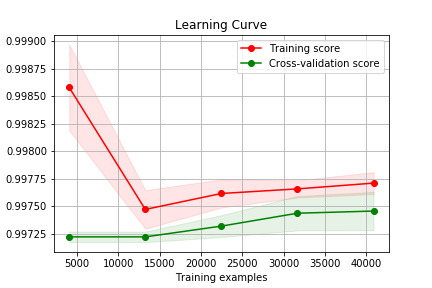 Learning Curve
Training score
Cross-validation score
0.99900
0.99875
0.99850
0.99825
0.99800
0.99775
0.99750
0.99725
5000 10000 15000 20000 25000 30000 35000 40000
Training examples